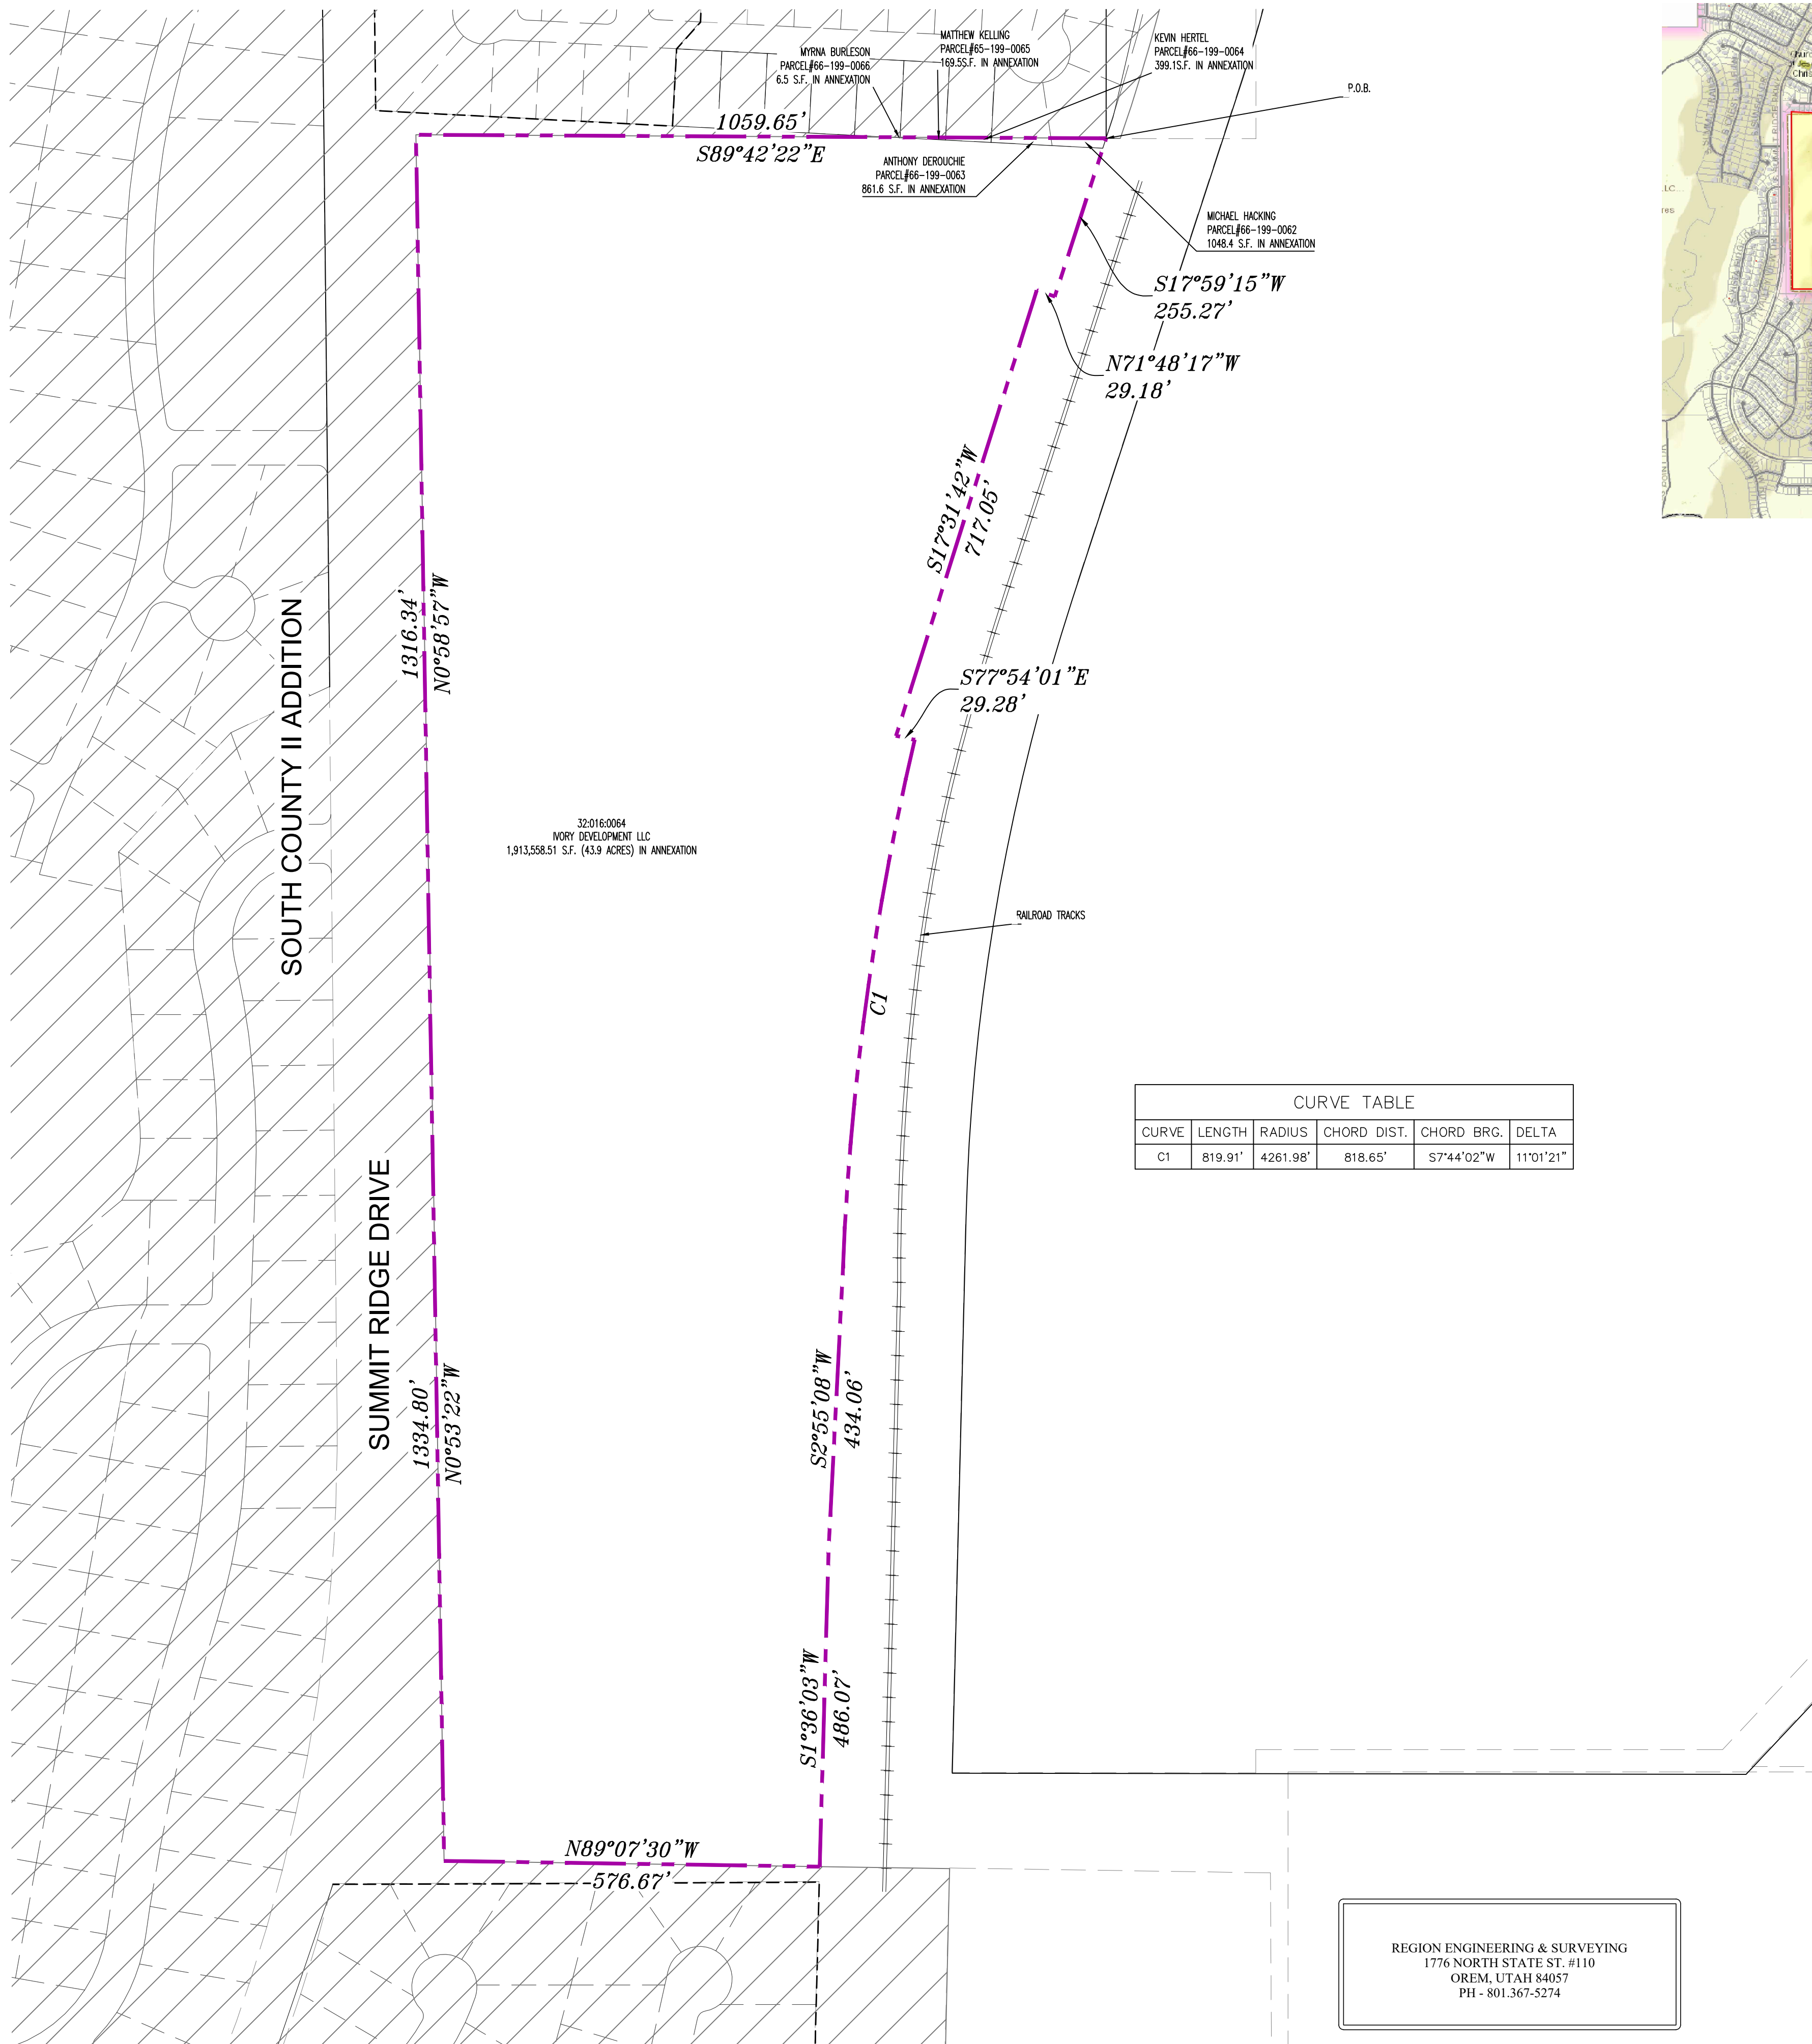 MYRNA BURLESON
PARCEL#66-199-0066
6.5 S.F. IN ANNEXATION
MATTHEW KELLING
PARCEL#65-199-0065
169.5S.F. IN ANNEXATION
KEVIN HERTEL
PARCEL#66-199-0064
399.1S.F. IN ANNEXATION
P.O.B.
1059.65'
S89°42'22"E
ANTHONY DEROUCHIE
PARCEL#66-199-0063
861.6 S.F. IN ANNEXATION
MICHAEL HACKING
PARCEL#66-199-0062
1048.4 S.F. IN ANNEXATION
S17°59'15"W
255.27'
N71°48'17"W
29.18'
S17°31'42"W
717.05'
1316.34'
N0°58'57"W
SOUTH COUNTY II ADDITION
S77°54'01"E
29.28'
32:016:0064
IVORY DEVELOPMENT LLC
1,913,558.51 S.F. (43.9 ACRES) IN ANNEXATION
RAILROAD TRACKS
C1
CURVE TABLE
CURVE LENGTH RADIUS CHORD DIST. CHORD BRG. DELTA
C1 819.91' 4261.98' 818.65' S7°44'02"W 11°01'21"
SUMMIT RIDGE DRIVE
1334.80'
N0°53'22"W
S2°55'08"W
434.06'
S1°36'03"W
486.07'
N89°07'30"W
576.67'
REGION ENGINEERING & SURVEYING
1776 NORTH STATE ST. #110
OREM, UTAH 84057
PH - 801.367-5274